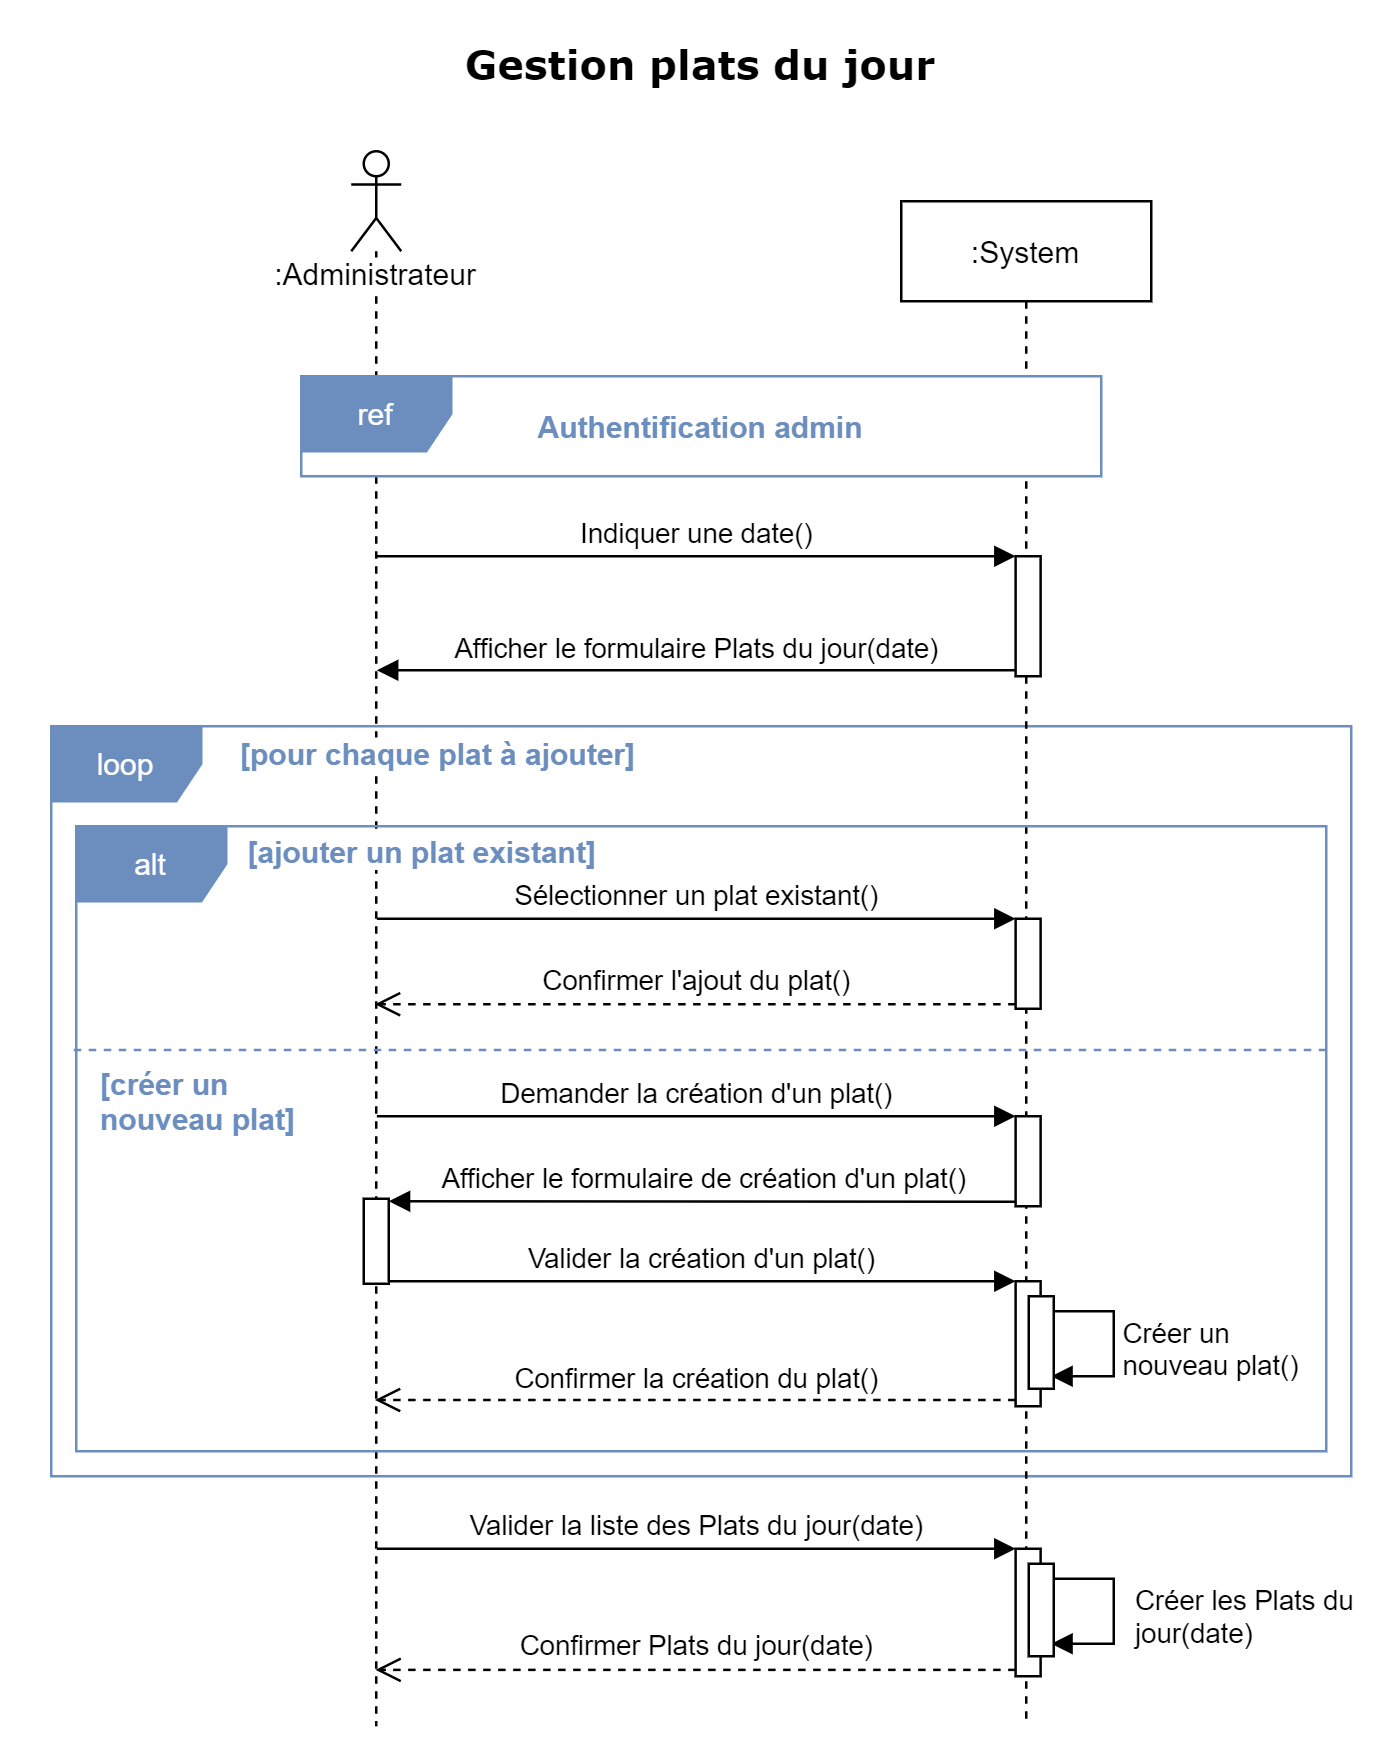 Gestion plats du jour
:Administrateur
:System
ref
Authentification admin
Indiquer une date()
Afficher le formulaire Plats du jour(date)
loop
[pour chaque plat à ajouter]
alt
[ajouter un plat existant]
Sélectionner un plat existant()
Confirmer l'ajout du plat()
[créer un
nouveau plat]
Demander la création d'un plat()
Afficher le formulaire de création d'un plat()
Valider la création d'un plat()
Créer un
nouveau plat()
Confirmer la création du plat()
Valider la liste des Plats du jour(date)
Créer les Plats du
jour(date)
Confirmer Plats du jour(date)